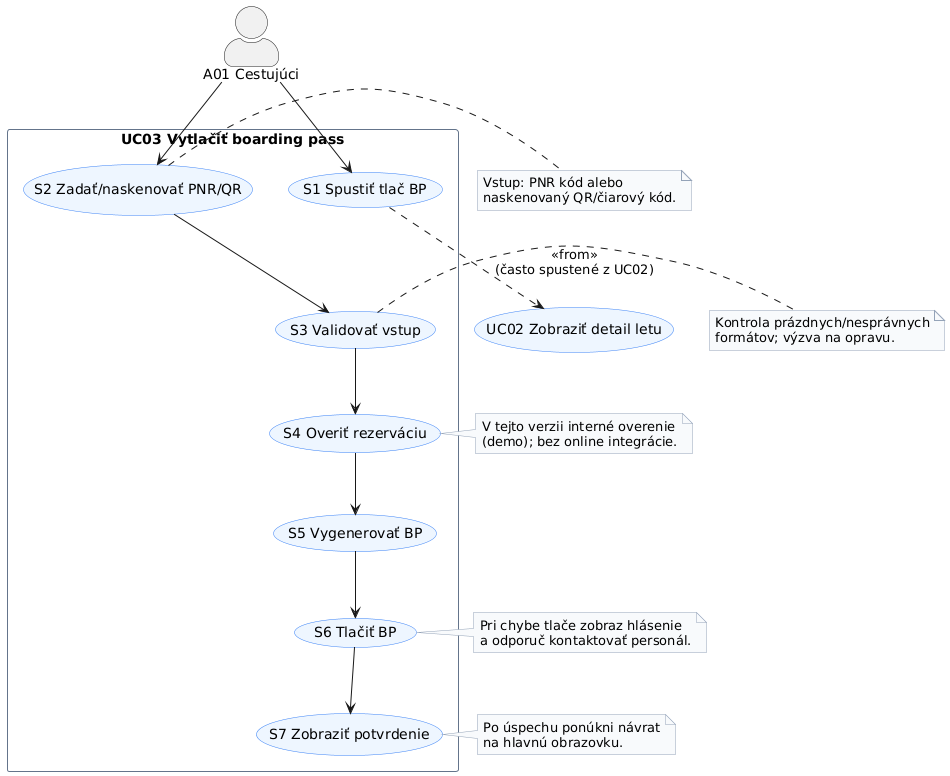 A01 Cestujúci
UC03 Vytlačiť boarding pass
S2 Zadať/naskenovať PNR/QR
S1 Spustiť tlač BP
Vstup: PNR kód alebo
naskenovaný QR/čiarový kód.
«from»
(často spustené z UC02)
S3 Validovať vstup
UC02 Zobraziť detail letu
Kontrola prázdnych/nesprávnych
formátov; výzva na opravu.
S4 Overiť rezerváciu
V tejto verzii interné overenie
(demo); bez online integrácie.
S5 Vygenerovať BP
S6 Tlačiť BP
Pri chybe tlače zobraz hlásenie
a odporuč kontaktovať personál.
S7 Zobraziť potvrdenie
Po úspechu ponúkni návrat
na hlavnú obrazovku.